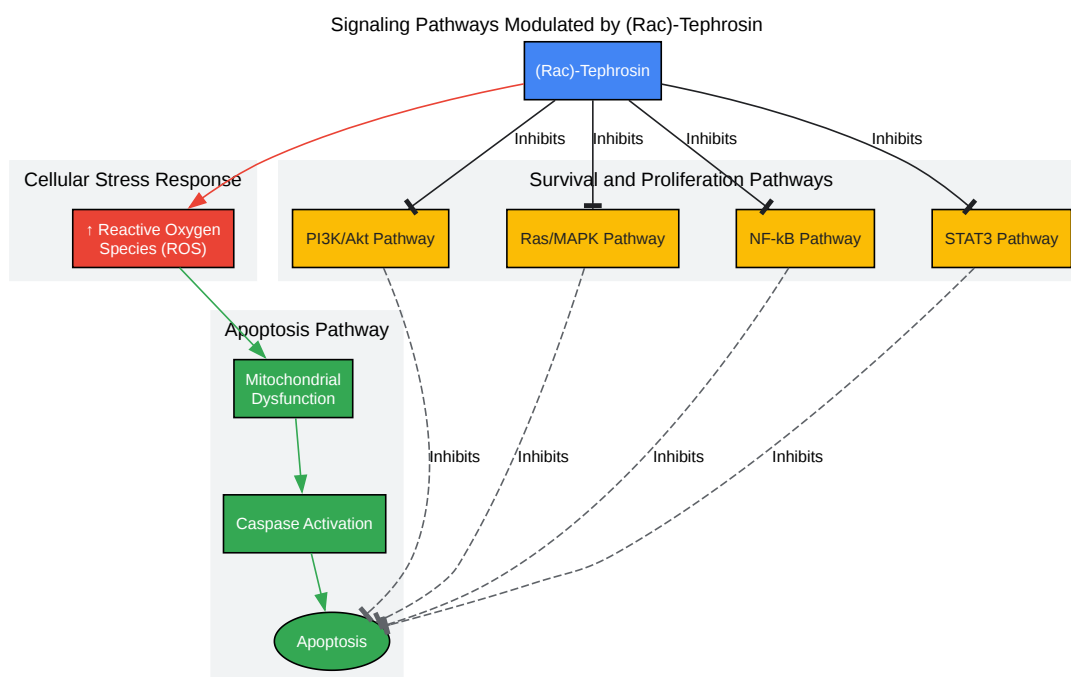 Signaling Pathways Modulated by (Rac)-Tephrosin
(Rac)-Tephrosin
Inhibits
Inhibits
Inhibits
Inhibits
Cellular Stress Response
Survival and Proliferation Pathways
↑ Reactive Oxygen
Species (ROS)
PI3K/Akt Pathway
Ras/MAPK Pathway
NF-kB Pathway
STAT3 Pathway
Apoptosis Pathway
Mitochondrial
Dysfunction
Inhibits
Inhibits
Inhibits
Inhibits
Caspase Activation
Apoptosis